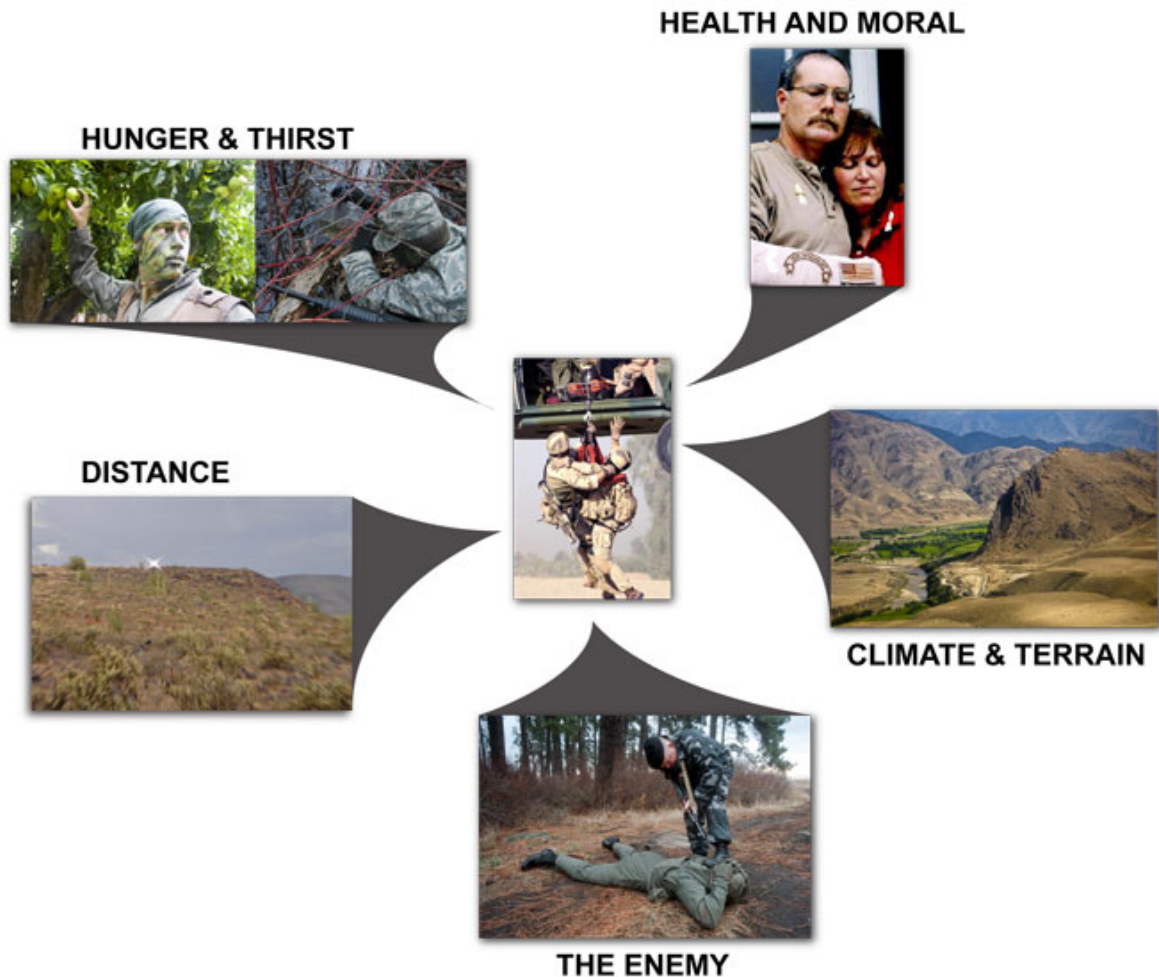 HEALTH AND MORAL
HUNGER & THIRST
DISTANCE
CLIMATE & TERRAIN
THE ENEMY